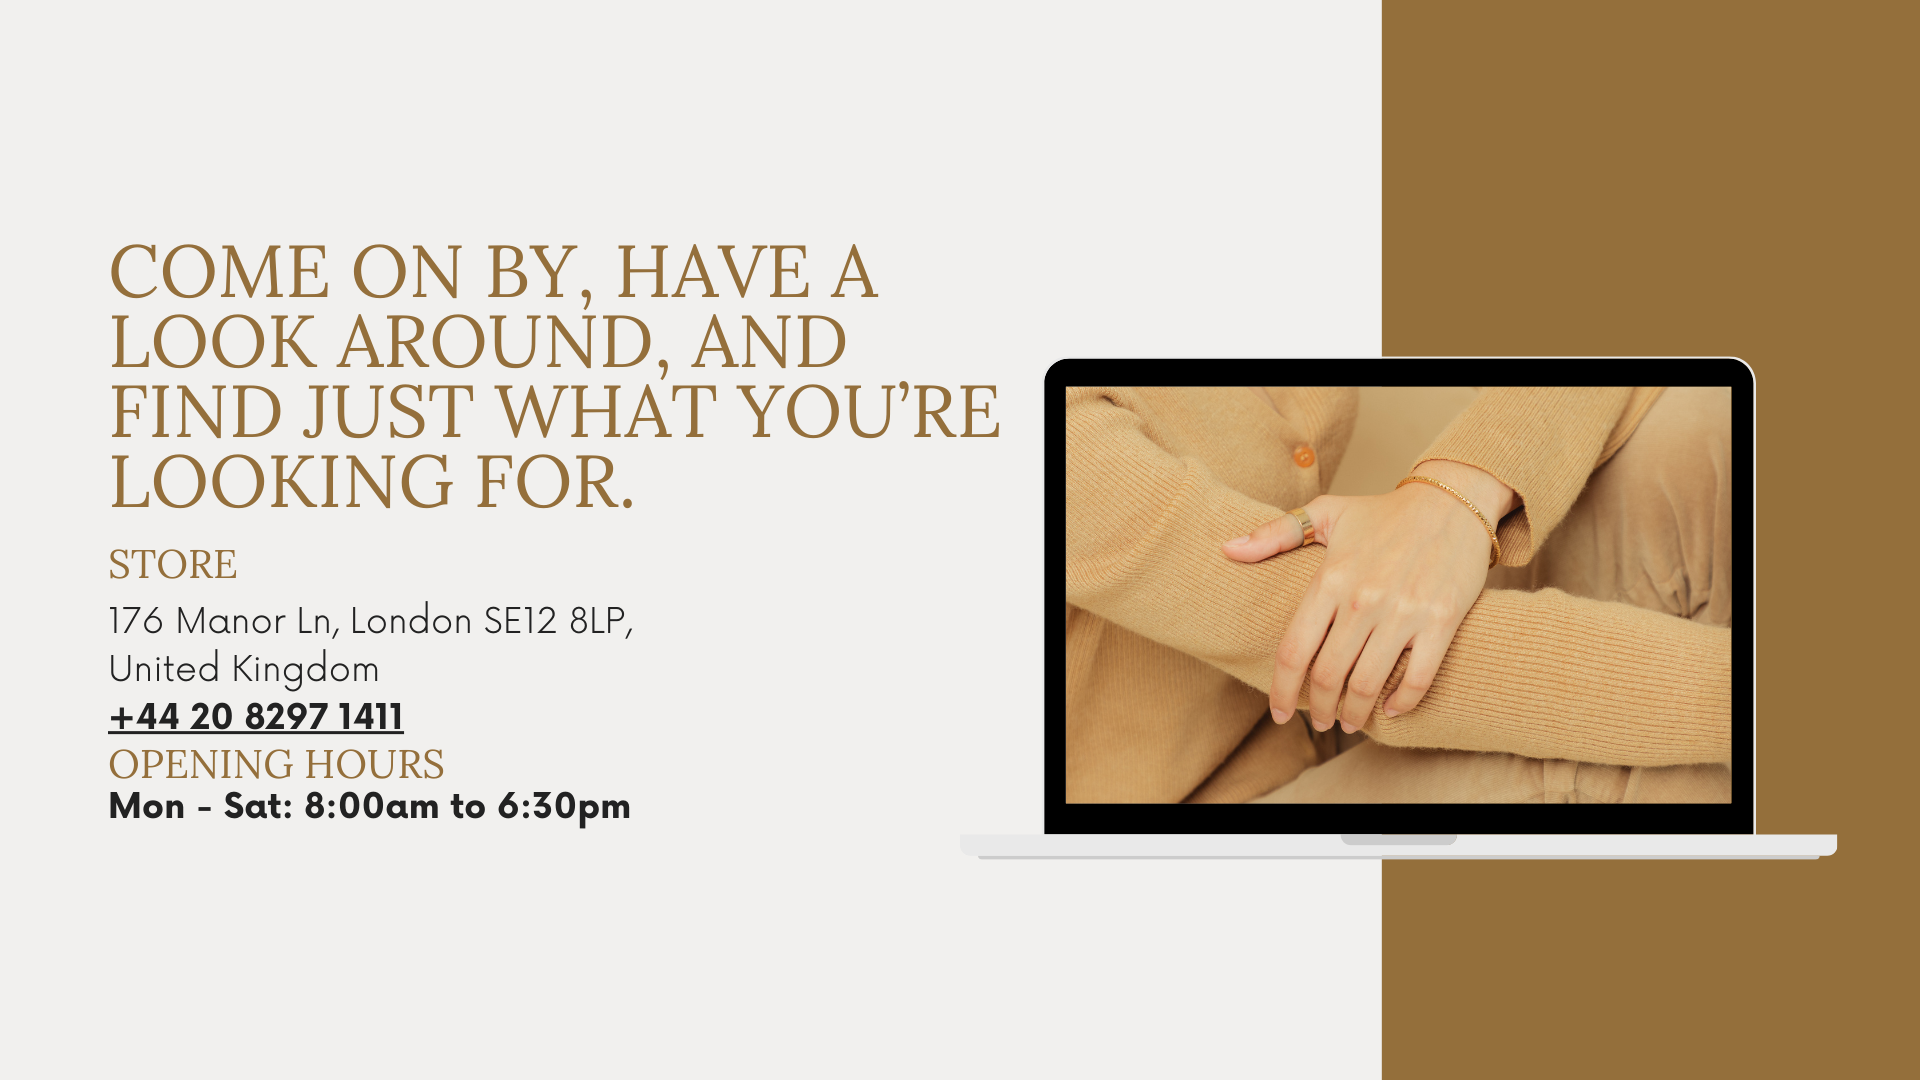 COME ON BY, HAVE A
LOOK AROUND, AND
FIND JUST WHAT YOU’RE
LOOKING FOR.
STORE
176 Manor Ln, London SE12 8LP,
United Kingdom
+44 20 8297 1411
OPENING HOURS
Mon - Sat: 8:00am to 6:30pm